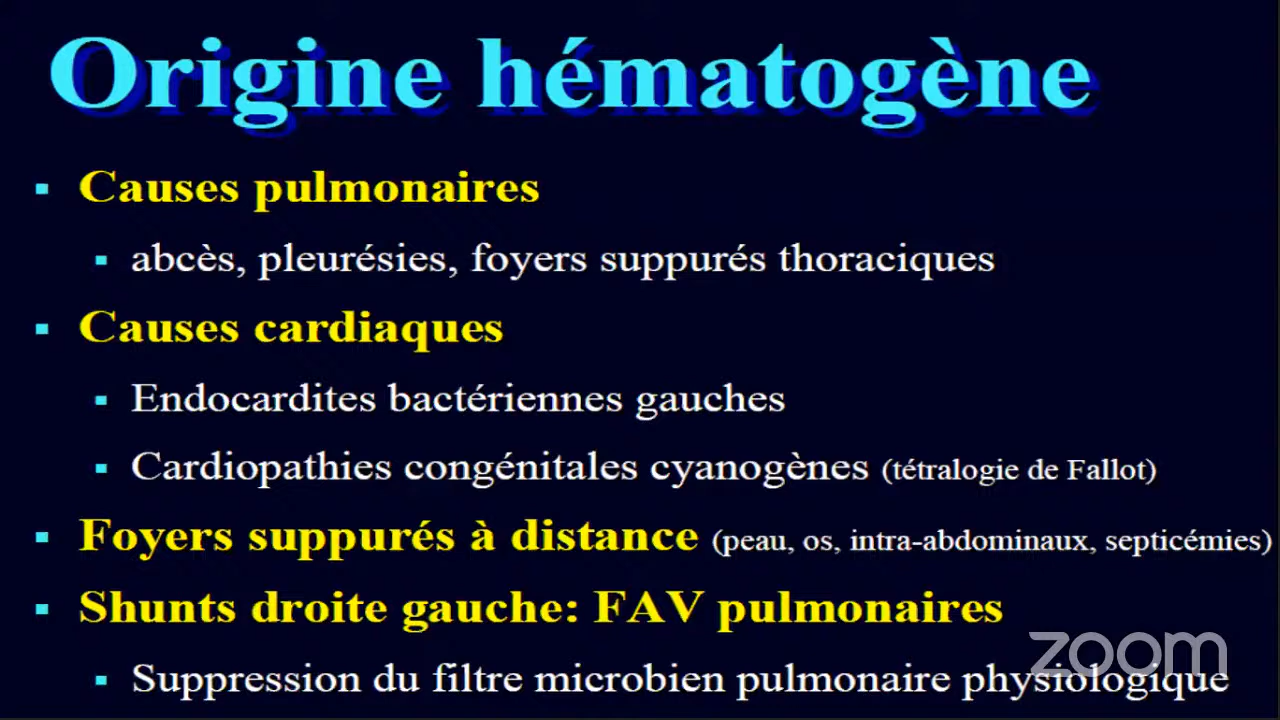 Origine hématogène
Causes pulmonaires
abcès, pleurésies, foyers suppurés thoraciques
Causes cardiaques
Endocardites bactériennes gauches
Cardiopathies congénitales cyanogènes (tétralogie de Fallot)
Foyers suppurés à distance (peau, os, intra-abdominaux, septicémies)
Shunts droite gauche: FAV pulmonaires
Suppression du filtre microbien pulmonaire physiologique
zoom